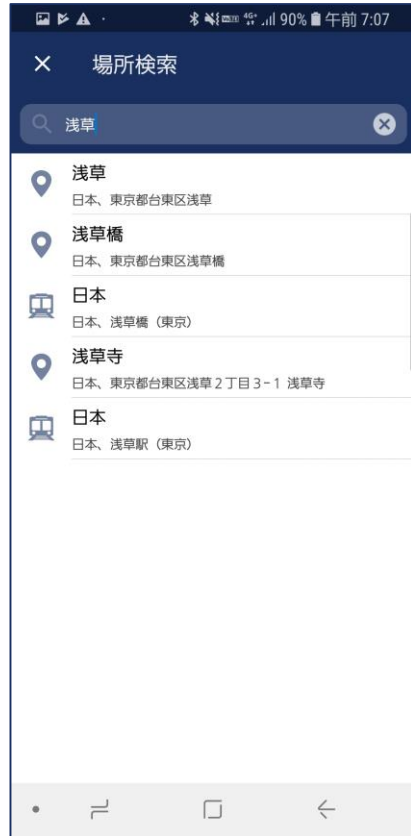 90% 午前 7:07
場所検索
浅草
浅草
日本、東京都台東区浅草
浅草橋
日本、東京都台東区浅草橋
日本
日本、浅草橋（東京）
浅草寺
日本、東京都台東区浅草２丁目３−１ 浅草寺
日本
日本、浅草駅（東京）